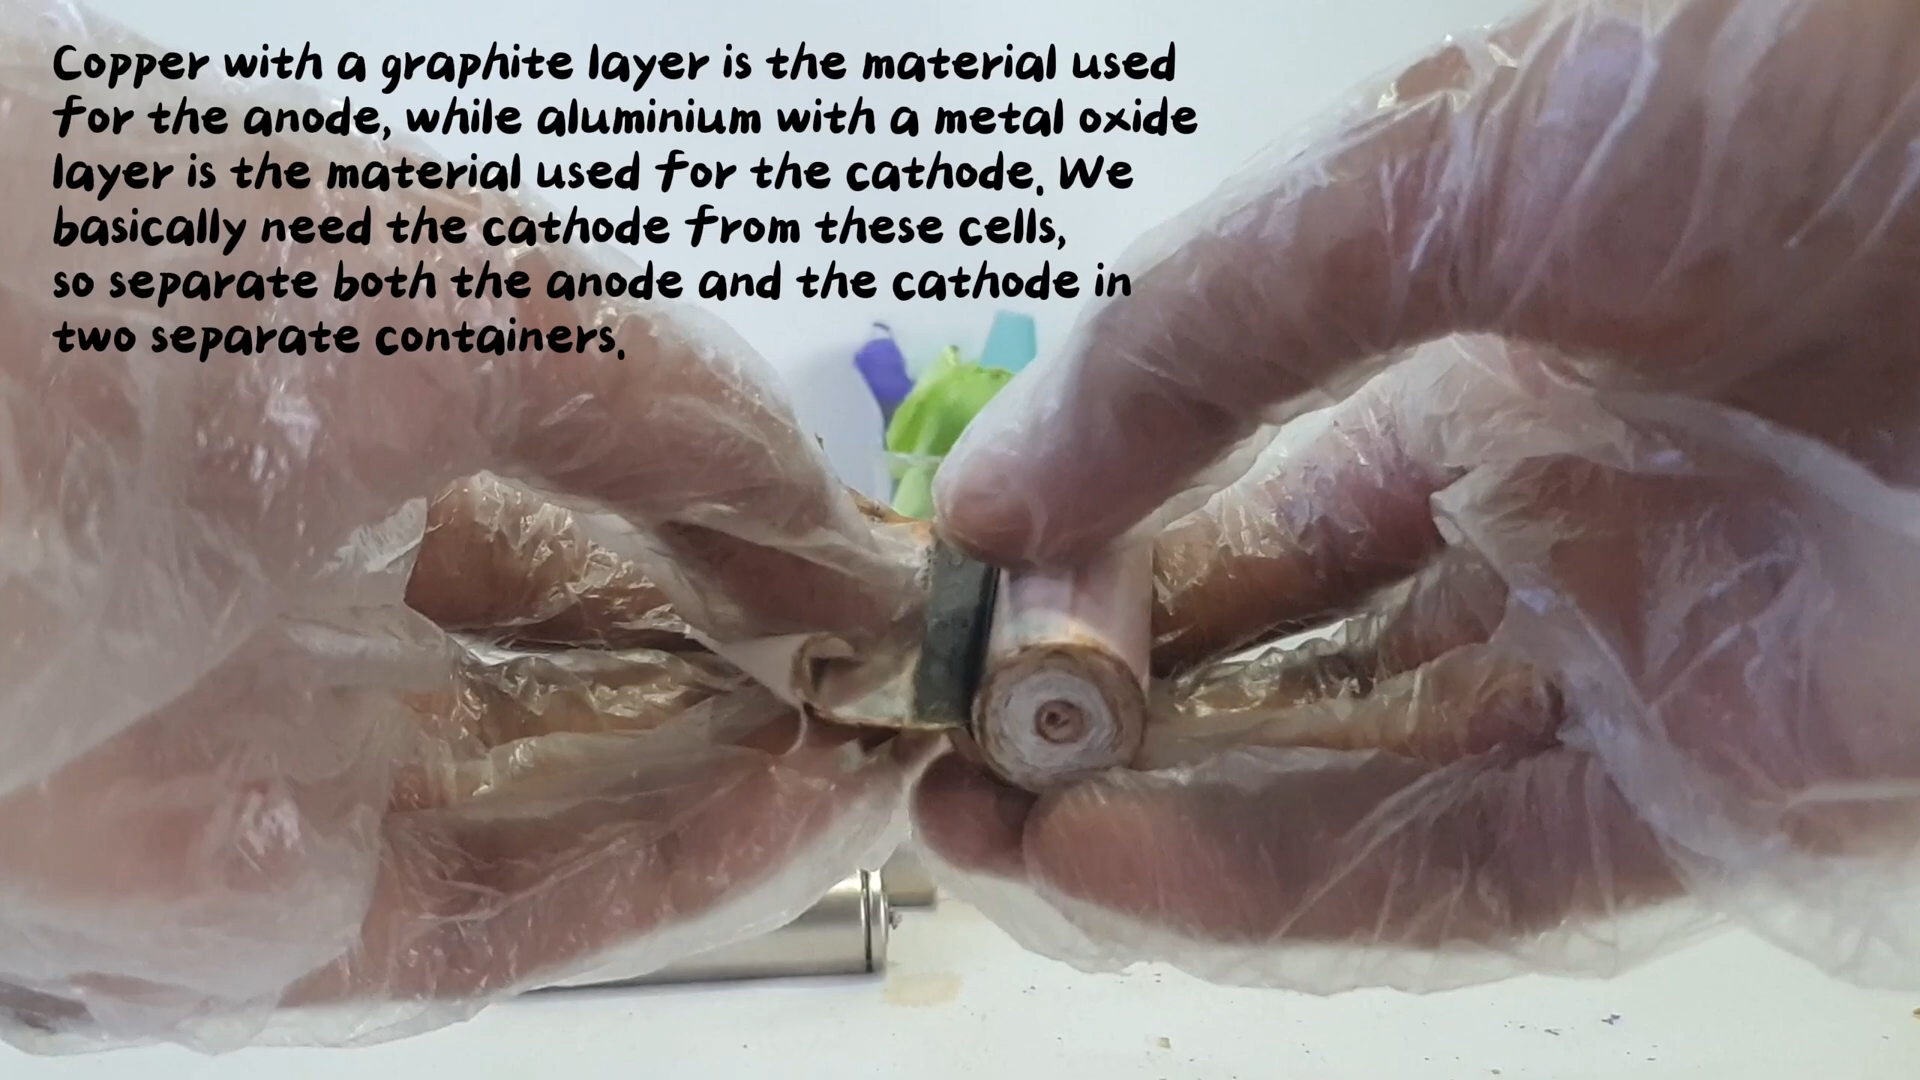 Copper with a graphite layer is the material used
for the anode, while aluminium with a metal oxide
layer is the material used for the cathode. We
basically need the cathode from these cells,
so separate both the anode and the cathode in
two separate containers.